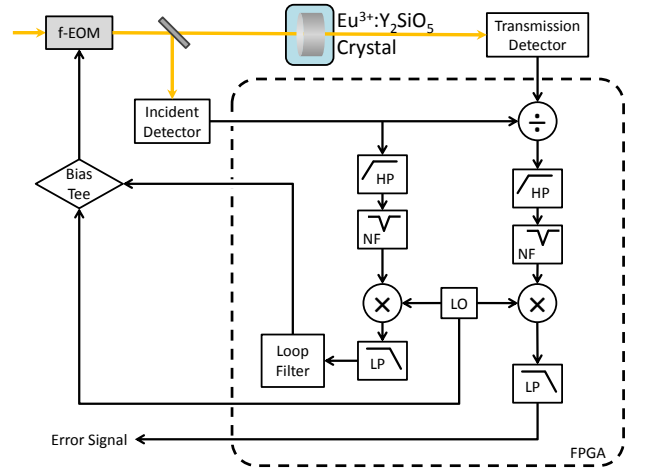 f-EOM
Eu³⁺:Y₂SiO₅
Crystal
Transmission
Detector
Incident
Detector
÷
Bias
Tee
HP
HP
NF
NF
×
LO
×
Loop
Filter
LP
LP
Error Signal
FPGA